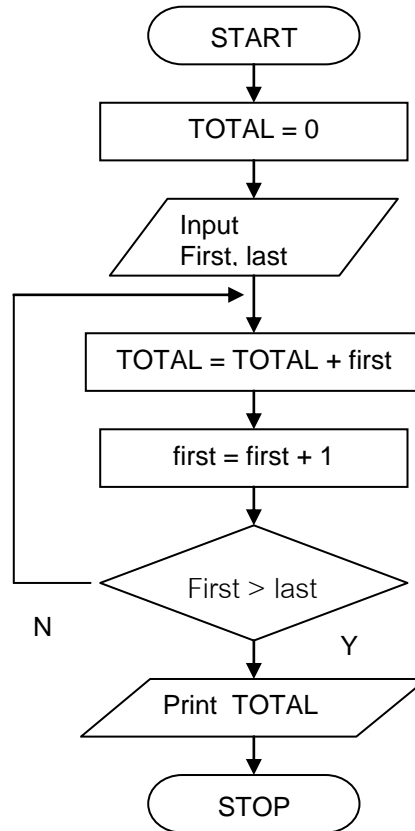 START
TOTAL = 0
Input
First, last
TOTAL = TOTAL + first
first = first + 1
First > last
N
Y
Print TOTAL
STOP